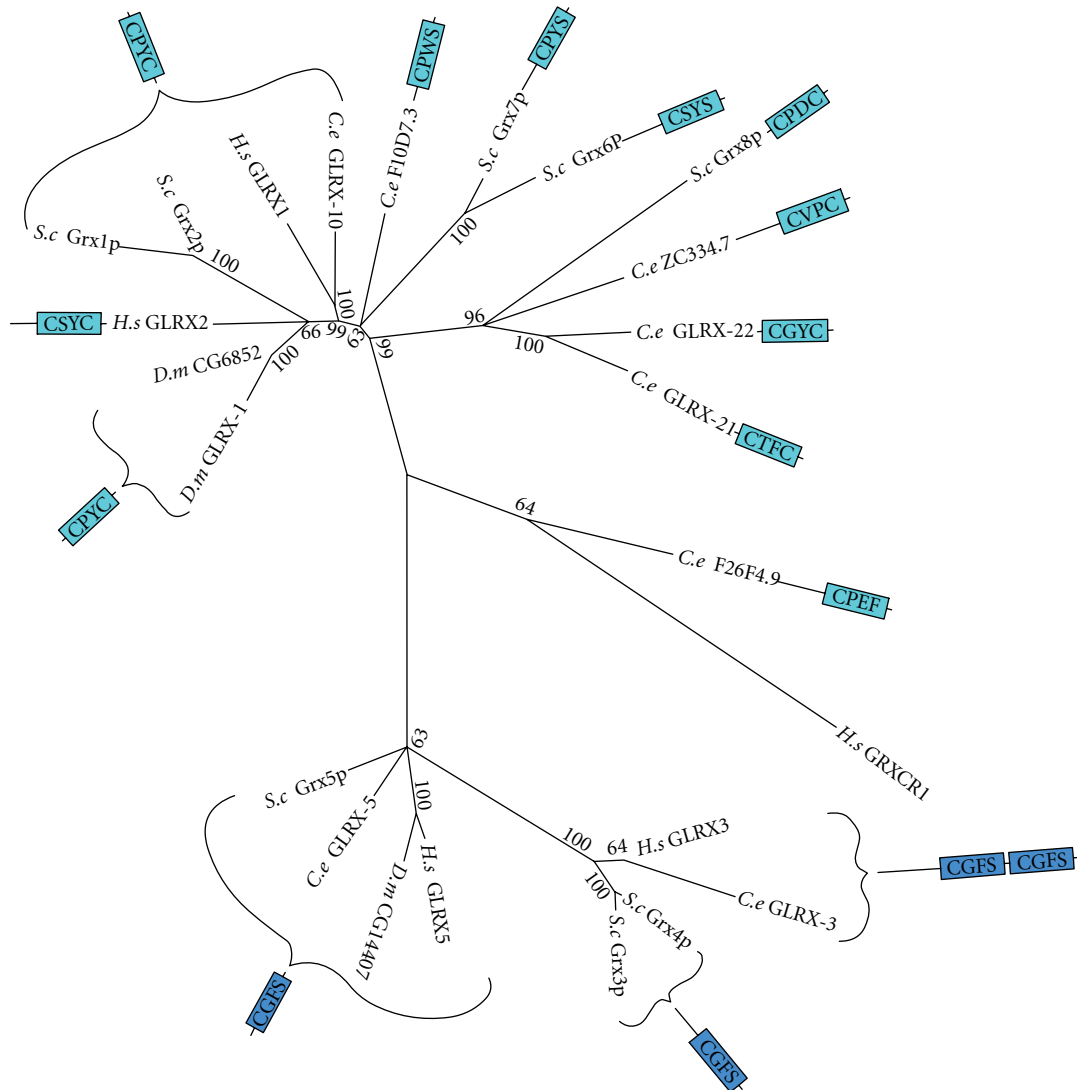 CPYC
CPWS
CPYS
CSYS
CPDC
CVPC
C.e GLRX-10
C.e F10D7.3
S.c Grx7p
S.c Grx6P
S.c Grx8p
H.s GLRX1
S.c Grx2p
S.c Grx1p
100
100
100
C.e ZC334.7
CSYC
H.s GLRX2
66
99
63
99
96
100
C.e GLRX-22
CGYC
D.m CG6852
100
C.e GLRX-21
CTFC
D.m GLRX-1
CPYC
64
C.e F26F4.9
CPEF
H.s GRXCR1
63
S.c Grx5p
C.e GLRX-5
100
D.m CG14407
H.s GLRX5
100
64
H.s GLRX3
100
C.e GLRX-3
CGFS
CGFS
S.c Grx4p
S.c Grx3p
CGFS
CGFS